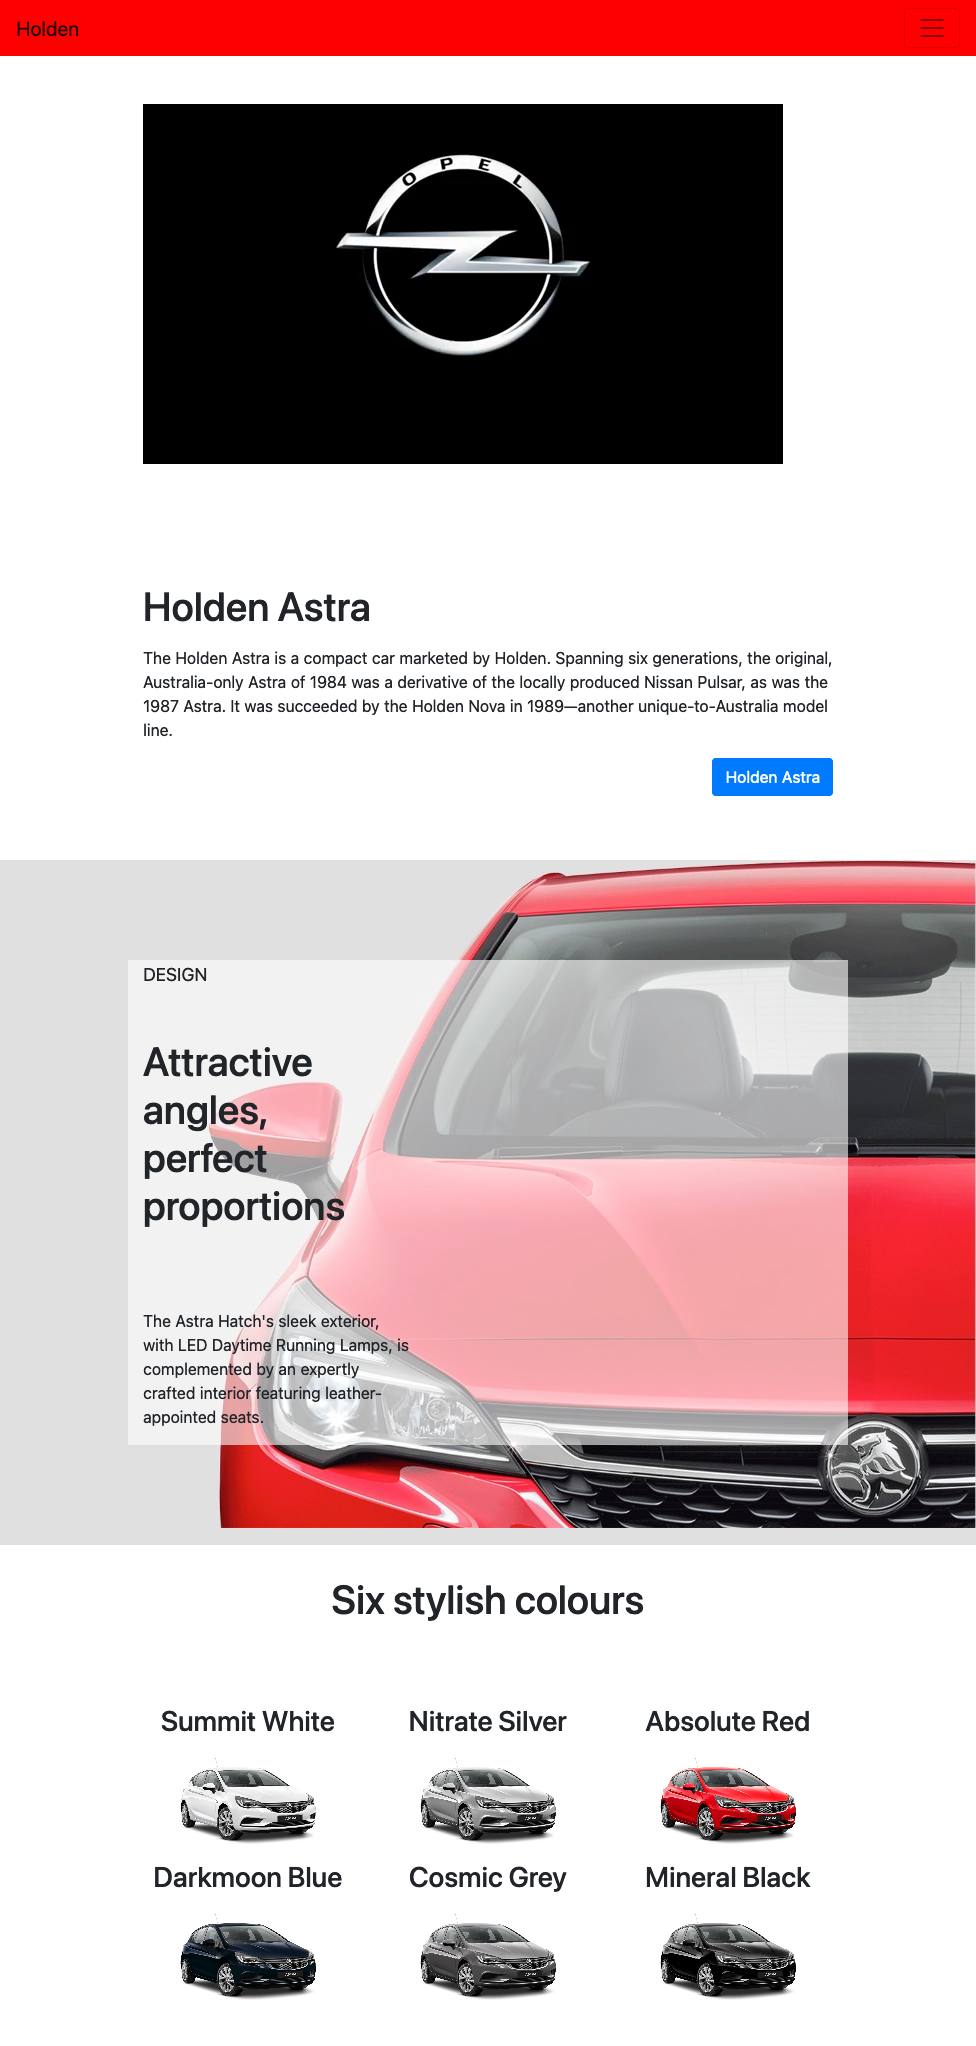 Holden
OPEL
Holden Astra
The Holden Astra is a compact car marketed by Holden. Spanning six generations, the original,
Australia-only Astra of 1984 was a derivative of the locally produced Nissan Pulsar, as was the
1987 Astra. It was succeeded by the Holden Nova in 1989—another unique-to-Australia model
line.
Holden Astra
DESIGN
Attractive
angles,
perfect
proportions
The Astra Hatch's sleek exterior,
with LED Daytime Running Lamps, is
complemented by an expertly
crafted interior featuring leather-
appointed seats.
Six stylish colours
Summit White
Nitrate Silver
Absolute Red
Darkmoon Blue
Cosmic Grey
Mineral Black